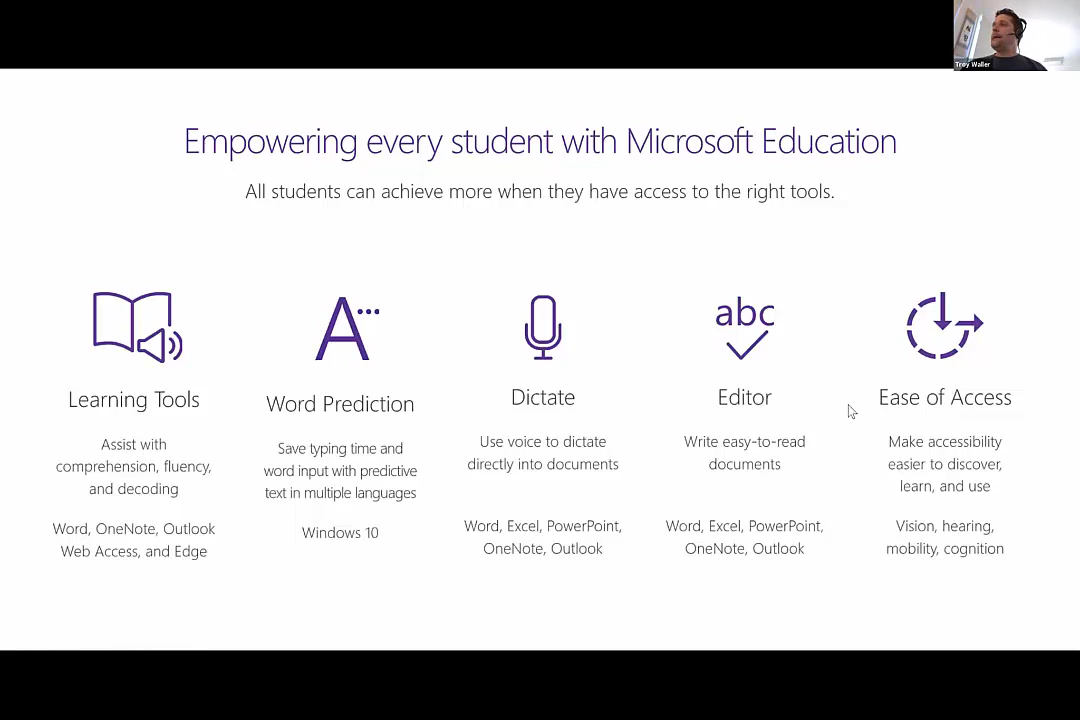 Troy Waller
Empowering every student with Microsoft Education
All students can achieve more when they have access to the right tools.
Learning Tools
Assist with
comprehension, fluency,
and decoding
Word, OneNote, Outlook
Web Access, and Edge
A
Word Prediction
Save typing time and
word input with predictive
text in multiple languages
Windows 10
Dictate
Use voice to dictate
directly into documents
Word, Excel, PowerPoint,
OneNote, Outlook
abc
Editor
Write easy-to-read
documents
Word, Excel, PowerPoint,
OneNote, Outlook
Ease of Access
Make accessibility
easier to discover,
learn, and use
Vision, hearing,
mobility, cognition